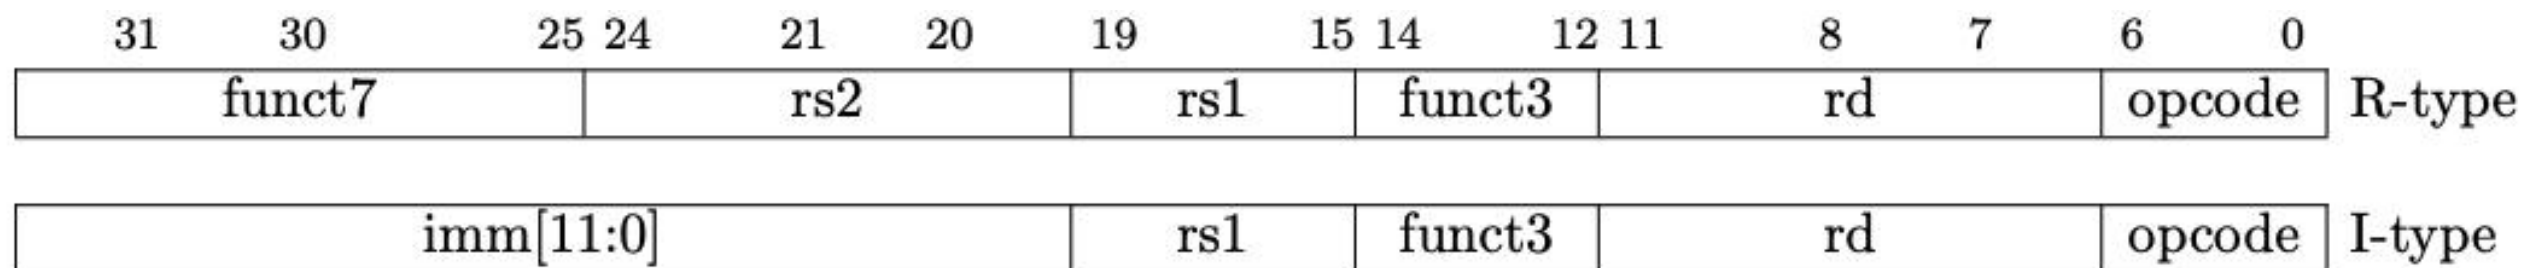 31 30 25 24 21 20 19 15 14 12 11 8 7 6 0
funct7 rs2 rs1 funct3 rd opcode R-type
imm[11:0] rs1 funct3 rd opcode I-type